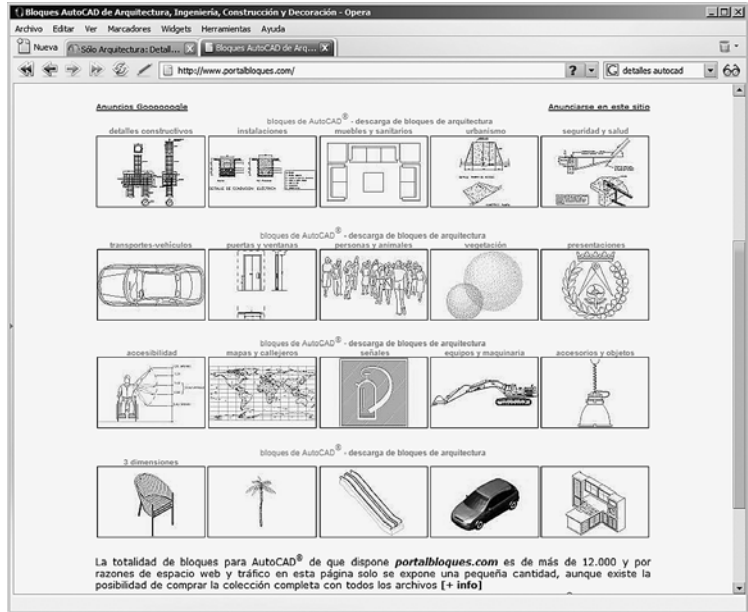 Bloques AutoCAD de Arquitectura, Ingeniería, Construcción y Decoración - Opera
Archivo Editar Ver Marcadores Widgets Herramientas Ayuda
Nueva Sólo Arquitectura: Detall... Bloques AutoCAD de Arq...
http://www.portalbloques.com/ ? G detalles autocad
Anuncios Goooooogle Anunciarse en este sitio
bloques de AutoCAD® - descarga de bloques de arquitectura
detalles constructivos instalaciones muebles y sanitarios urbanismo seguridad y salud
bloques de AutoCAD® - descarga de bloques de arquitectura
transportes-vehículos puertas y ventanas personas y animales vegetación presentaciones
bloques de AutoCAD® - descarga de bloques de arquitectura
accesibilidad mapas y callejeros señales equipos y maquinaria accesorios y objetos
bloques de AutoCAD® - descarga de bloques de arquitectura
3 dimensiones
La totalidad de bloques para AutoCAD® de que dispone portalbloques.com es de más de 12.000 y por
razones de espacio web y tráfico en esta página solo se expone una pequeña cantidad, aunque existe la
posibilidad de comprar la colección completa con todos los archivos [+ info]